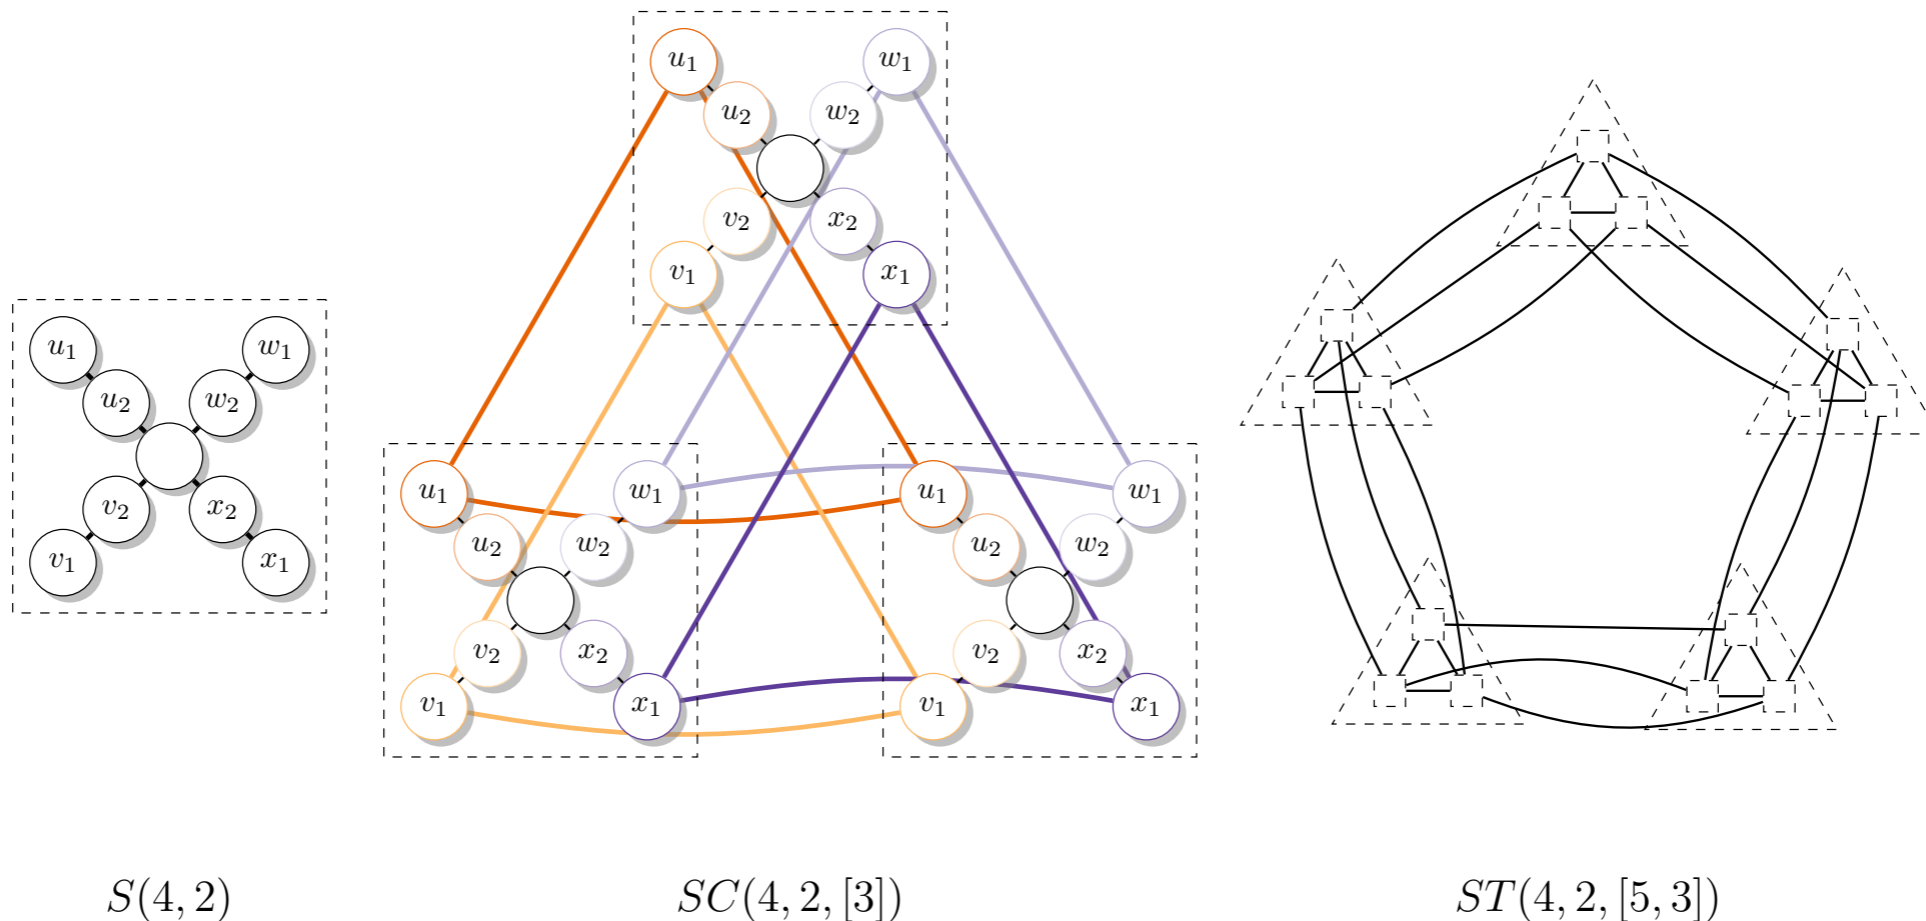 u₁ w₁
u₂ w₂
v₂ x₂
v₁ x₁
u₁ w₁
u₂ w₂
v₂ x₂
v₁ x₁
u₁ w₁ u₁ w₁
u₂ w₂ u₂ w₂
v₂ x₂ v₂ x₂
v₁ x₁ v₁ x₁
S(4, 2) SC(4, 2, [3]) ST(4, 2, [5, 3])